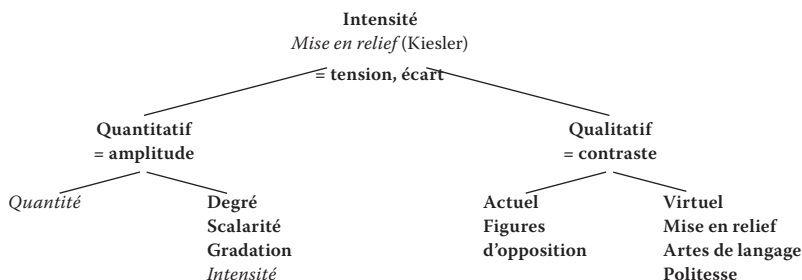 Intensité
Mise en relief (Kiesler)
= tension, écart
Quantitatif
= amplitude
Qualitatif
= contraste
Quantité
Degré
Scalarité
Gradation
Intensité
Actuel
Figures
d’opposition
Virtuel
Mise en relief
Artes de langage
Politesse